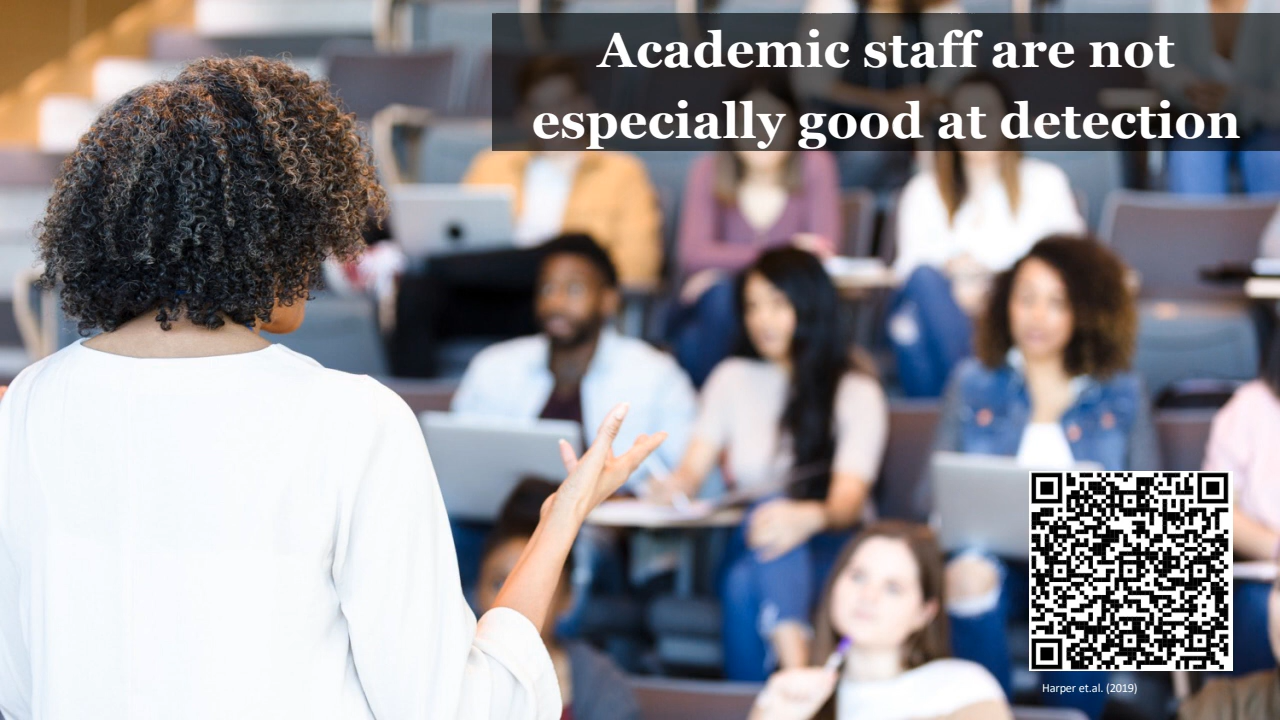 Academic staff are not
especially good at detection
Harper et.al. (2019)